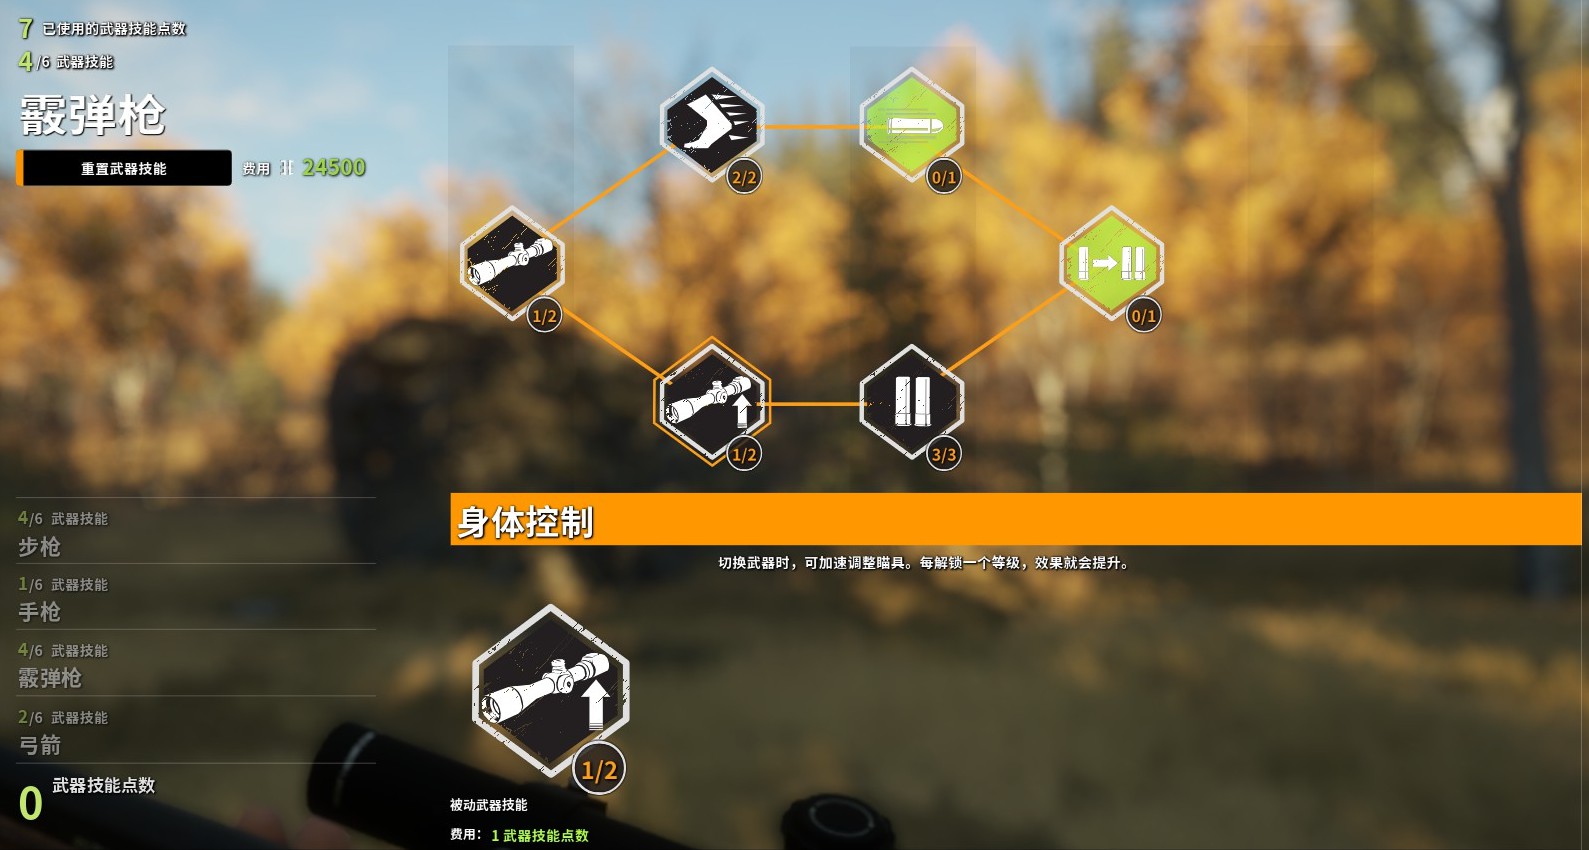 7 已使用的武器技能点数
4/6 武器技能
霰弹枪
重置武器技能 费用 24500
2/2
0/1
1/2
0/1
1/2
3/3
身体控制
切换武器时，可加速调整瞄具。每解锁一个等级，效果就会提升。
4/6 武器技能
步枪
1/6 武器技能
手枪
4/6 武器技能
霰弹枪
2/6 武器技能
弓箭
0 武器技能点数
1/2
被动武器技能
费用： 1 武器技能点数